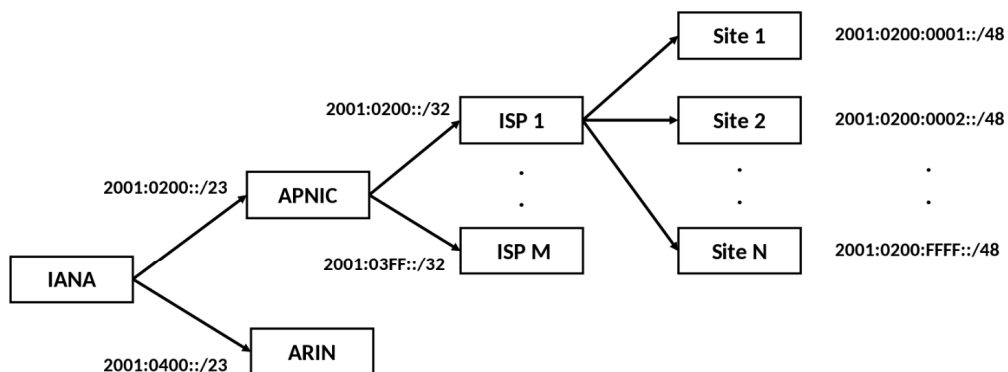 Site 1 2001:0200:0001::/48
2001:0200::/32 ISP 1 Site 2 2001:0200:0002::/48
2001:0200::/23 APNIC
2001:03FF::/32 ISP M Site N 2001:0200:FFFF::/48
IANA
2001:0400::/23 ARIN